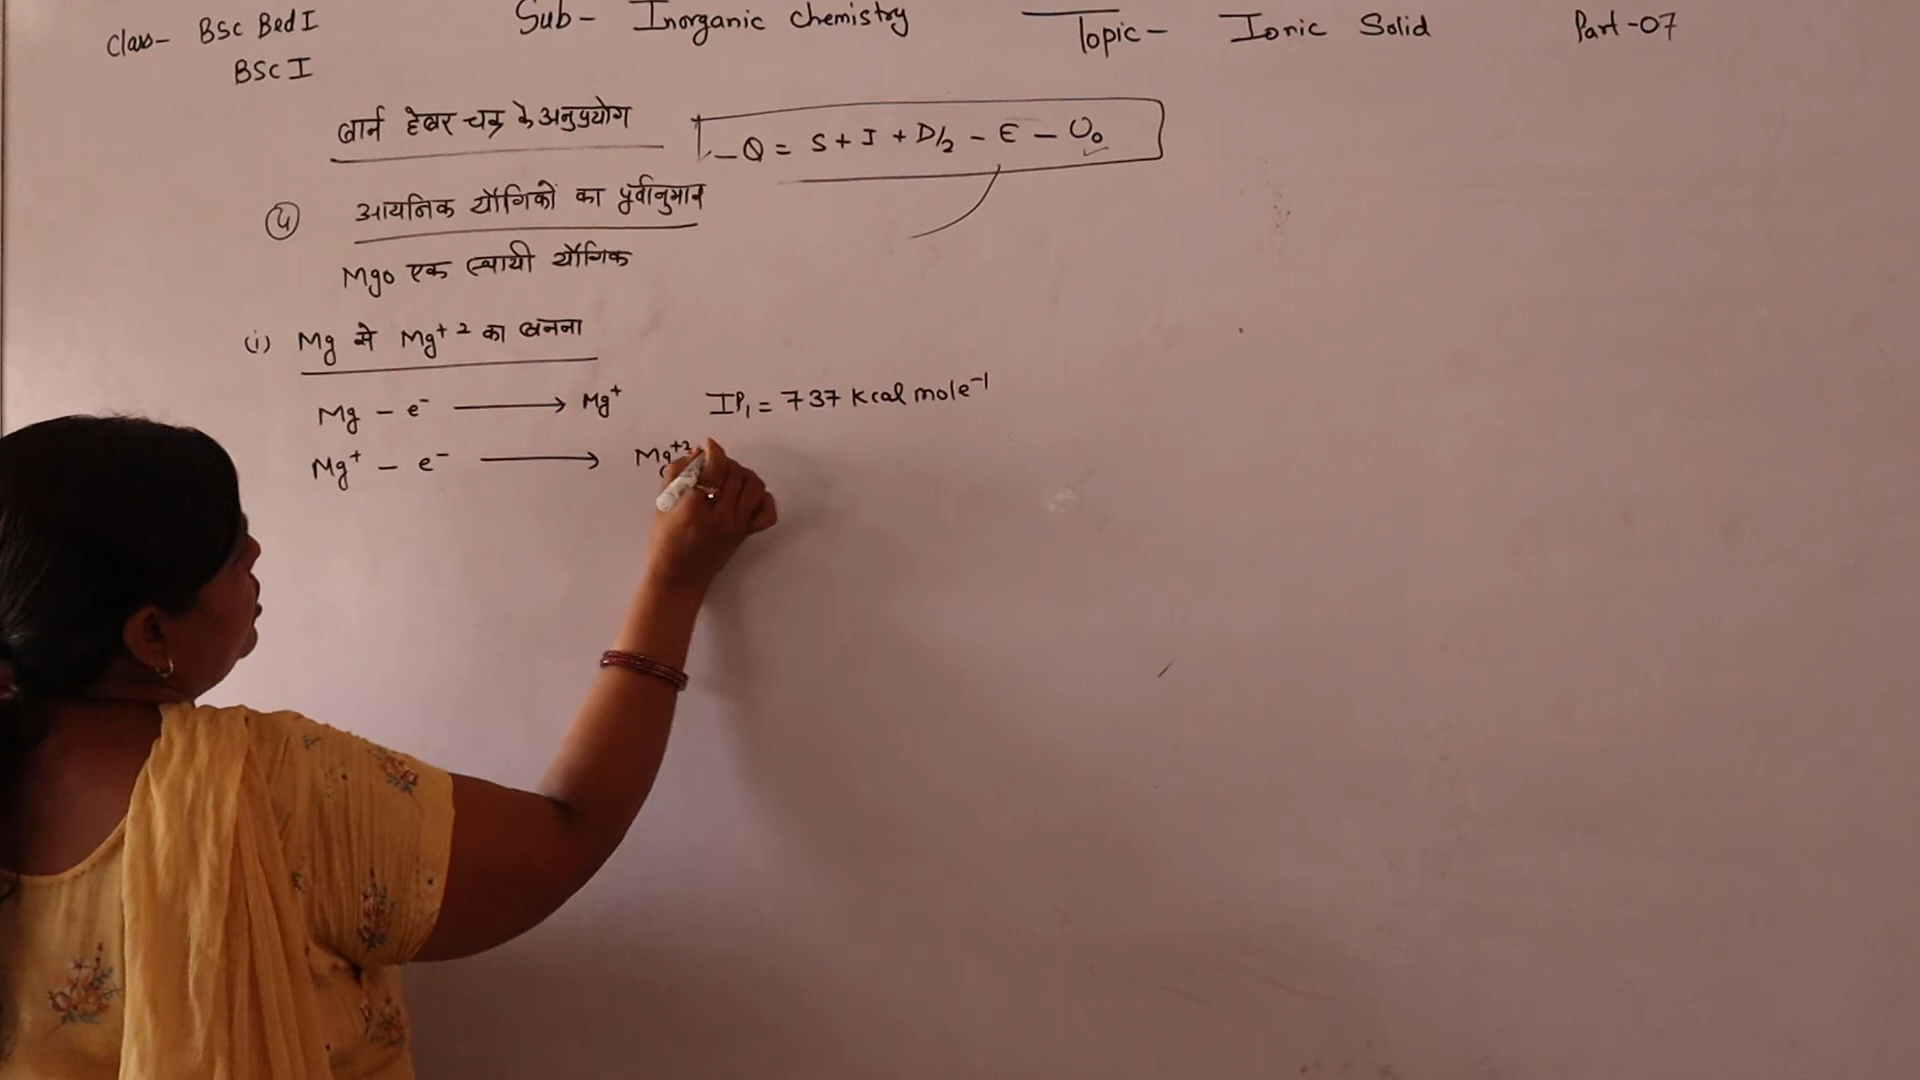 Class- BSc Bed I Sub- Inorganic chemistry Topic- Ionic Solid Part-07
BSc I
बार्न हेबर चक्र के अनुप्रयोग -Q = S + I + D/2 - E - U₀
५ आयनिक यौगिकों का पूर्वानुमान
MgO एक स्थायी यौगिक
(i) Mg से Mg⁺² का बनना
Mg - e⁻ ⟶ Mg⁺ IP₁ = 737 Kcal mole⁻¹
Mg⁺ - e⁻ ⟶ Mg⁺²